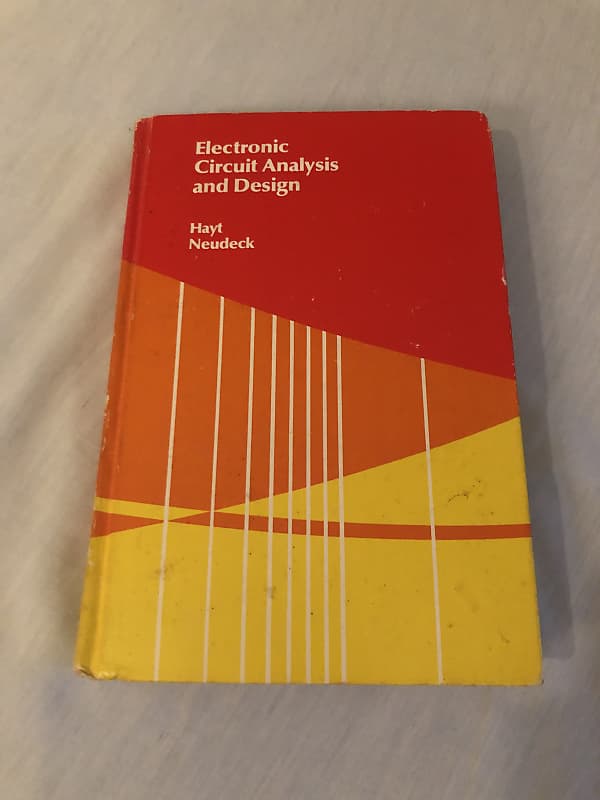 Electronic
Circuit Analysis
and Design
Hayt
Neudeck